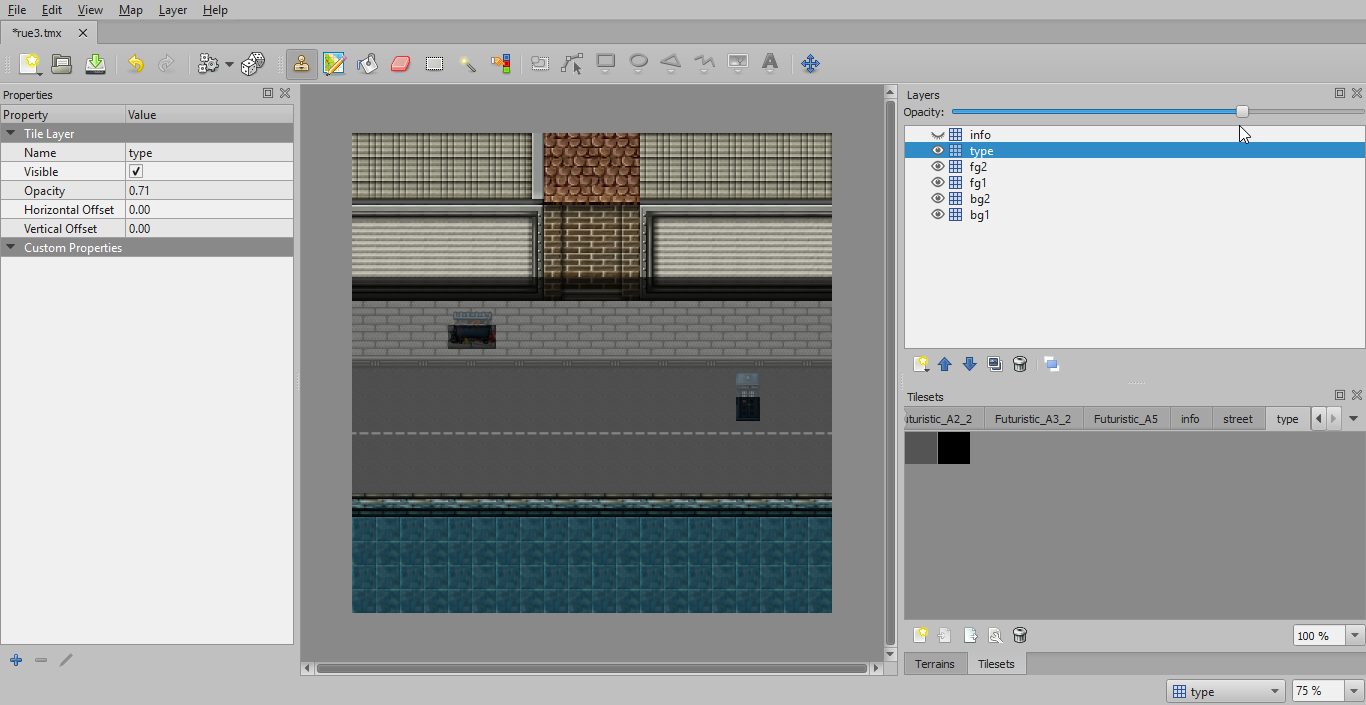 File Edit View Map Layer Help
*rue3.tmx
Properties
Property Value
Tile Layer
Name type
Visible
Opacity 0.71
Horizontal Offset 0.00
Vertical Offset 0.00
Custom Properties
Layers
Opacity:
info
type
fg2
fg1
bg2
bg1
Tilesets
uturistic_A2_2 Futuristic_A3_2 Futuristic_A5 info street type
100 %
Terrains Tilesets
type 75 %